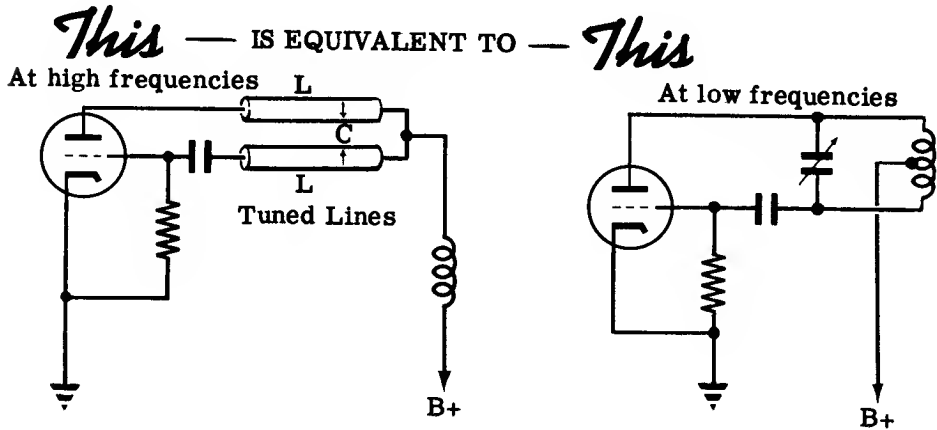 This — IS EQUIVALENT TO — This
At high frequencies
L
C
L
Tuned Lines
B+
At low frequencies
B+